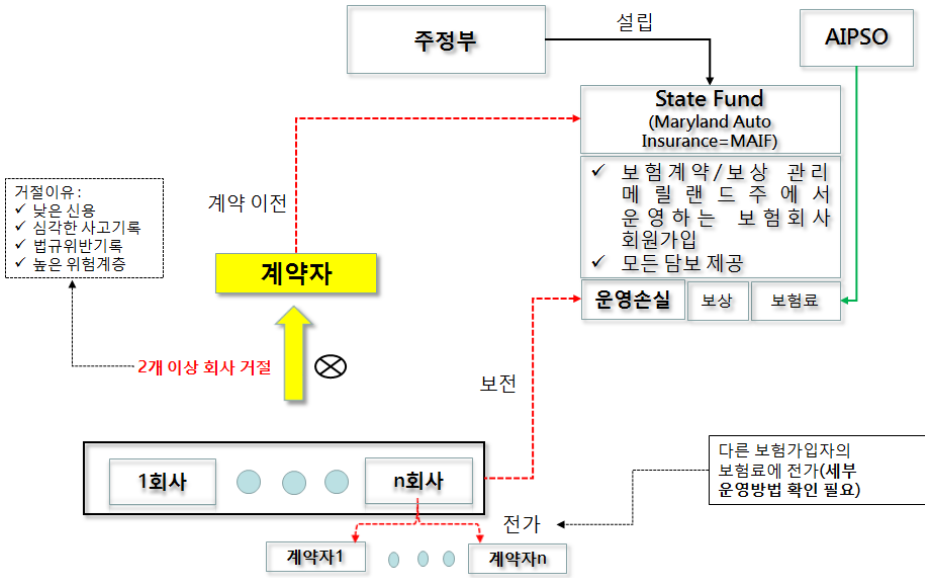 주정부
설립
AIPSO
State Fund
(Maryland Auto
Insurance=MAIF)
✓ 보험계약/보상 관리
메릴랜드주에서
운영하는 보험회사
회원가입
✓ 모든 담보 제공
운영손실
보상
보험료
계약 이전
거절이유:
✓ 낮은 신용
✓ 심각한 사고기록
✓ 법규위반기록
✓ 높은 위험계층
계약자
2개 이상 회사 거절
보전
1회사
n회사
다른 보험가입자의
보험료에 전가(세부
운영방법 확인 필요)
전가
계약자1
계약자n